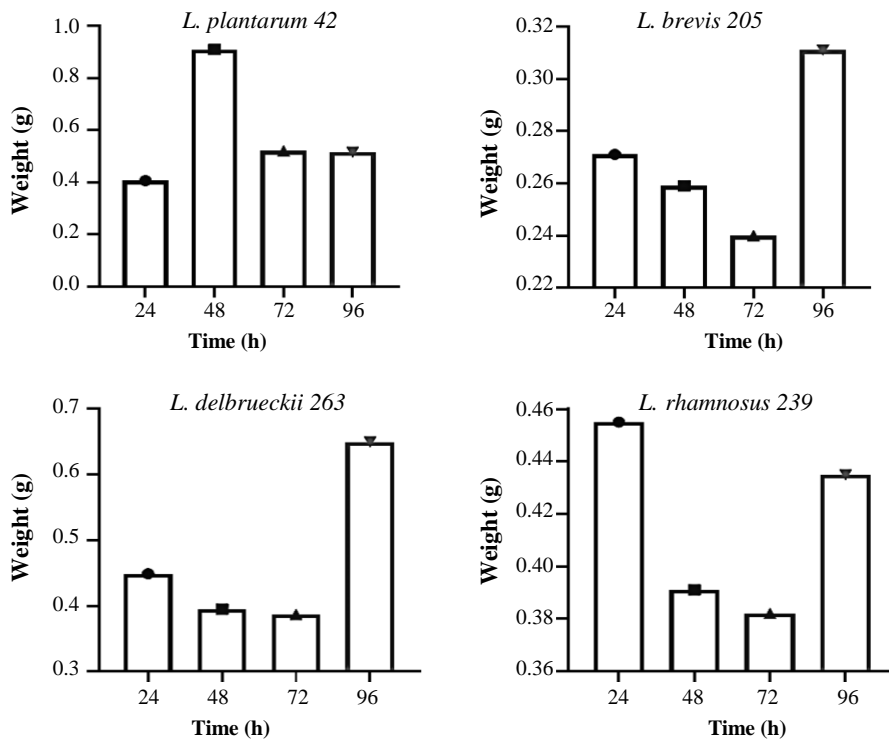 L. plantarum 42
Weight (g)
1.0
0.8
0.6
0.4
0.2
0.0
24 48 72 96
Time (h)
L. brevis 205
Weight (g)
0.32
0.30
0.28
0.26
0.24
0.22
24 48 72 96
Time (h)
L. delbrueckii 263
Weight (g)
0.7
0.6
0.5
0.4
0.3
24 48 72 96
Time (h)
L. rhamnosus 239
Weight (g)
0.46
0.44
0.42
0.40
0.38
0.36
24 48 72 96
Time (h)